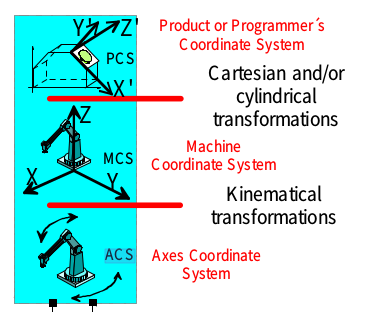 Y'
Z'
Product or Programmer´s
Coordinate System
PCS
X'
Cartesian and/or
cylindrical
transformations
Z
Machine
Coordinate System
MCS
X
Y
Kinematical
transformations
ACS
Axes Coordinate
System